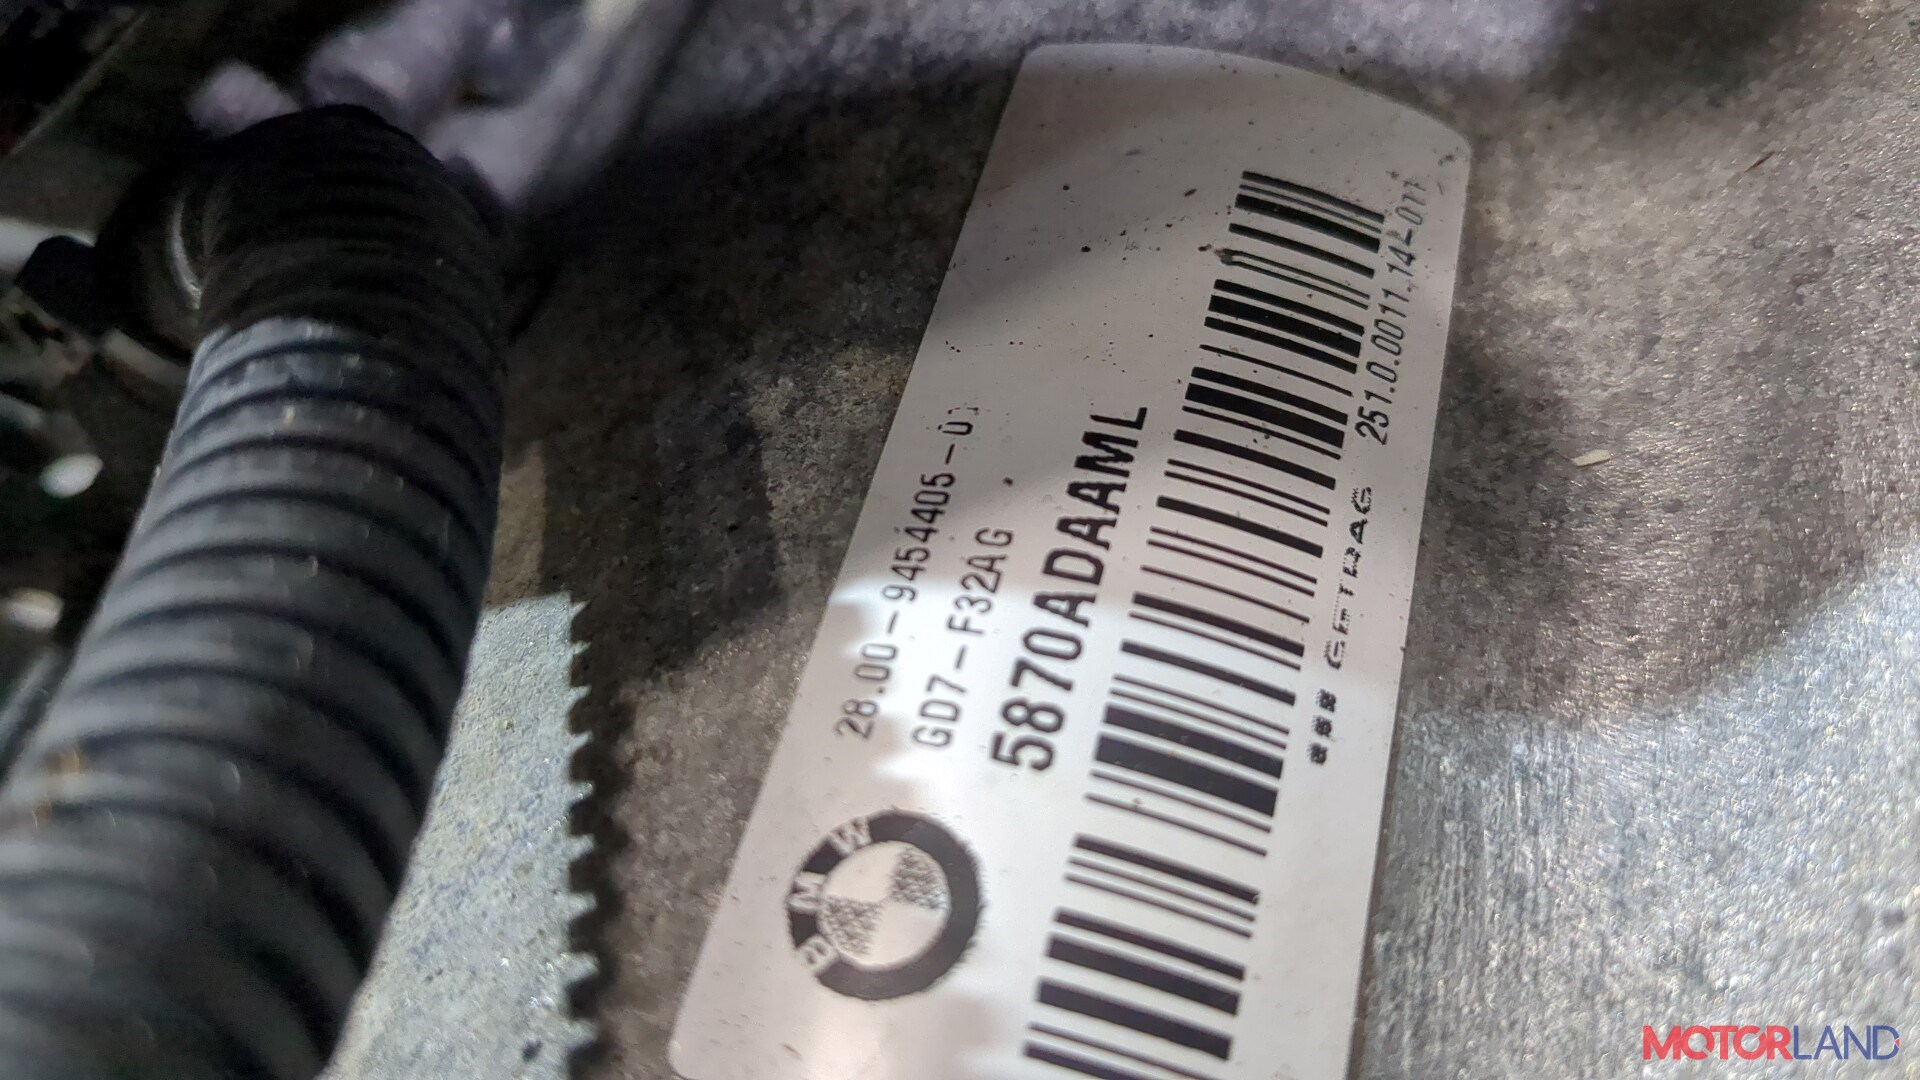 28.00-9454405-01
GD7-F32AG
5870ADAAML
BMW
251.0.0011.14-011
GETRAG
MOTORLAND